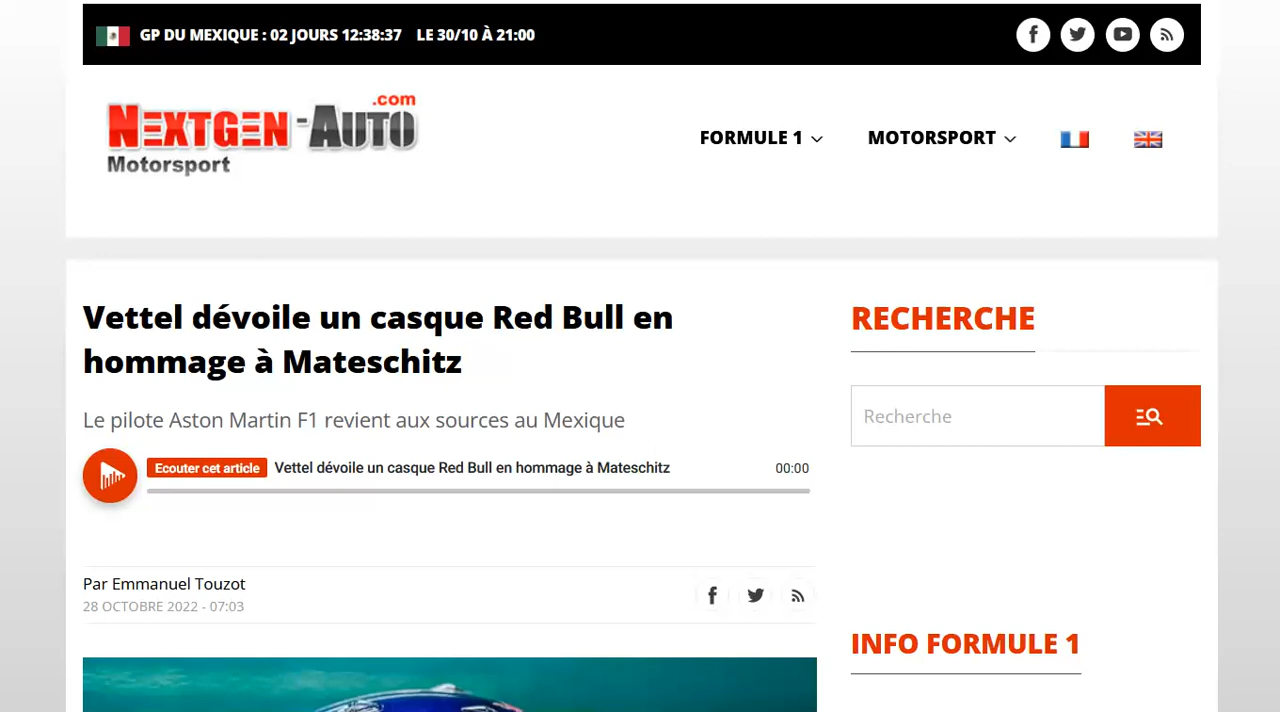 GP DU MEXIQUE : 02 JOURS 12:38:37 LE 30/10 À 21:00
.com
NEXTGEN-AUTO
Motorsport
FORMULE 1
MOTORSPORT
Vettel dévoile un casque Red Bull en
hommage à Mateschitz
Le pilote Aston Martin F1 revient aux sources au Mexique
Ecouter cet article Vettel dévoile un casque Red Bull en hommage à Mateschitz 00:00
Par Emmanuel Touzot
28 OCTOBRE 2022 - 07:03
RECHERCHE
Recherche
INFO FORMULE 1